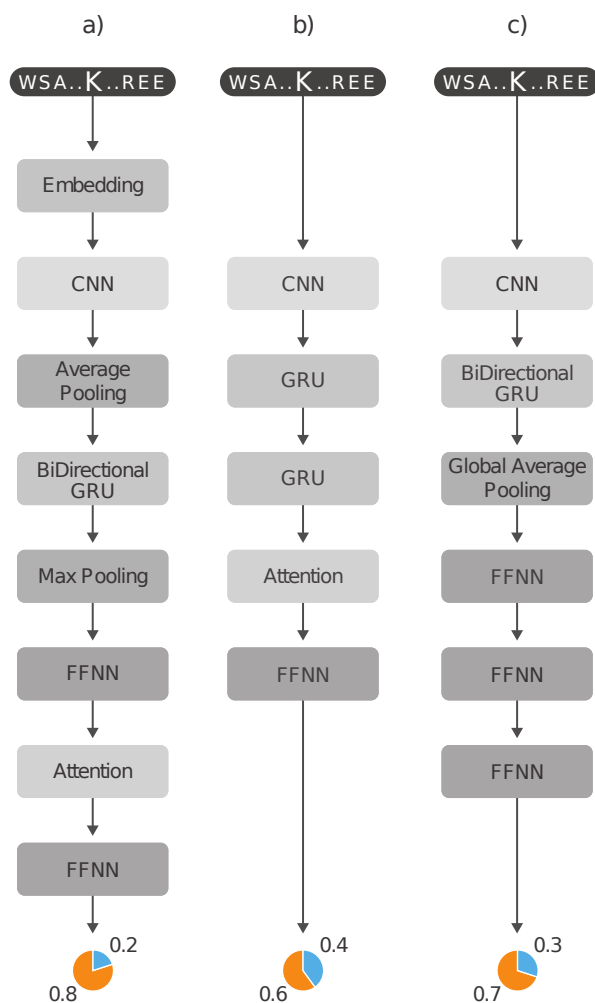 a)
WSA..K..REE
Embedding
CNN
Average
Pooling
BiDirectional
GRU
Max Pooling
FFNN
Attention
FFNN
0.2
0.8
b)
WSA..K..REE
CNN
GRU
GRU
Attention
FFNN
0.4
0.6
c)
WSA..K..REE
CNN
BiDirectional
GRU
Global Average
Pooling
FFNN
FFNN
FFNN
0.3
0.7